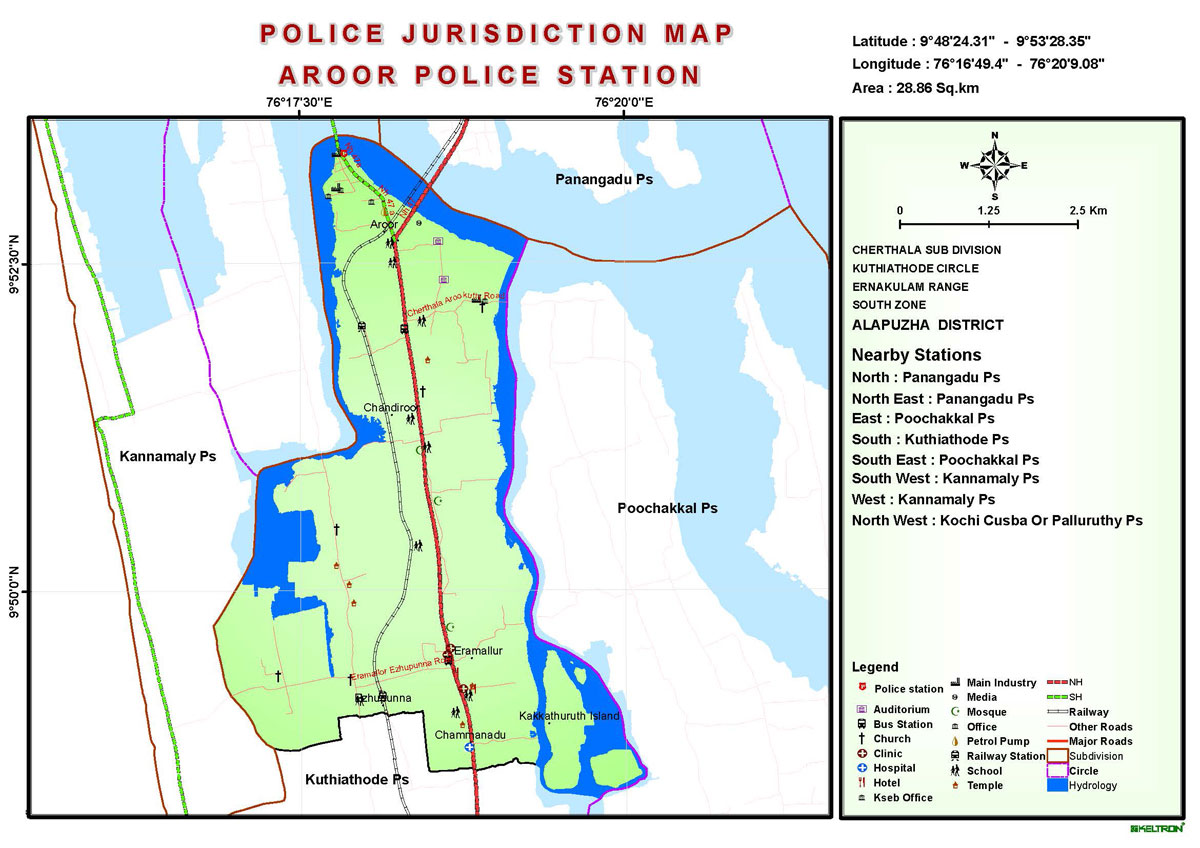 POLICE JURISDICTION MAP
AROOR POLICE STATION
Latitude : 9°48'24.31" - 9°53'28.35"
Longitude : 76°16'49.4" - 76°20'9.08"
Area : 28.86 Sq.km
76°17'30"E
76°20'0"E
9°52'30"N
9°50'0"N
Panangadu Ps
Aroor
Cherthala Arookutty Road
Chandiroor
Kannamaly Ps
Poochakkal Ps
Eramallur
Eramallor Ezhupunna Road
Ezhupunna
Kakkathuruth Island
Chammanadu
Kuthiathode Ps
N
W
E
S
0
1.25
2.5 Km
CHERTHALA SUB DIVISION
KUTHIATHODE CIRCLE
ERNAKULAM RANGE
SOUTH ZONE
ALAPUZHA DISTRICT
Nearby Stations
North : Panangadu Ps
North East : Panangadu Ps
East : Poochakkal Ps
South : Kuthiathode Ps
South East : Poochakkal Ps
South West : Kannamaly Ps
West : Kannamaly Ps
North West : Kochi Cusba Or Palluruthy Ps
Legend
Police station
Auditorium
Bus Station
Church
Clinic
Hospital
Hotel
Kseb Office
Main Industry
Media
Mosque
Office
Petrol Pump
Railway Station
School
Temple
NH
SH
Railway
Other Roads
Major Roads
Subdivision
Circle
Hydrology
KELTRON